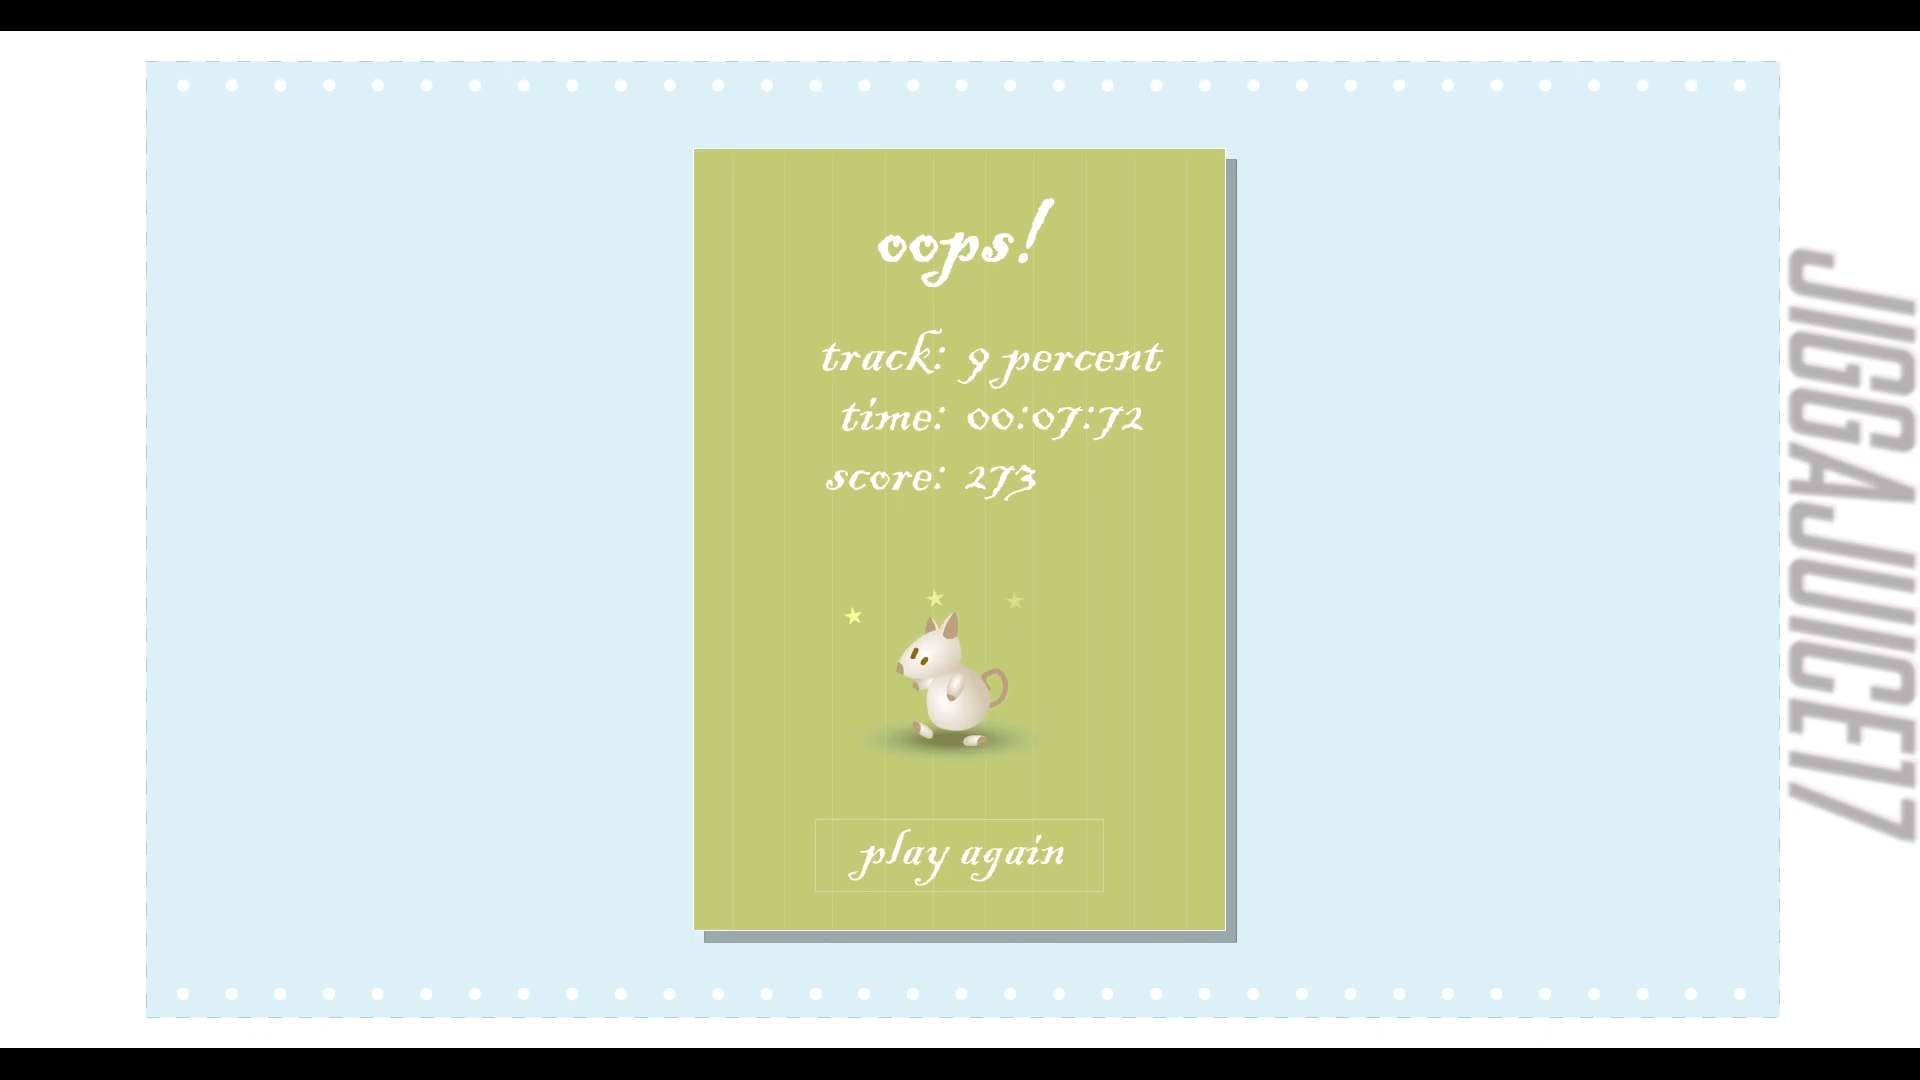 oops!
track: 9 percent
time: 00:07:72
score: 273
play again
JIGGAJUICE17